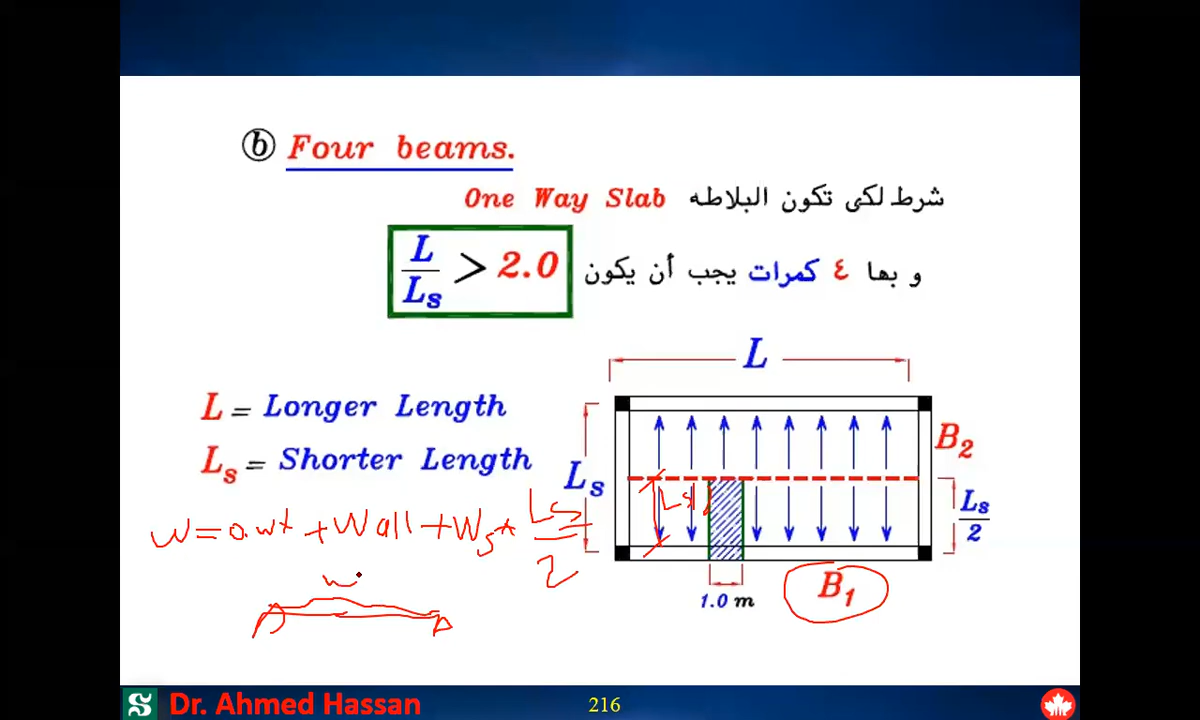 b Four beams.
شرط لكى تكون البلاطه One Way Slab
و بها ٤ كمرات يجب أن يكون L/Ls > 2.0
L
L = Longer Length
Ls = Shorter Length
Ls
B2
Ls/2
Ls/2
w = o.wt + Wall + Ws * Ls/2
w
1.0 m
B1
Dr. Ahmed Hassan
216